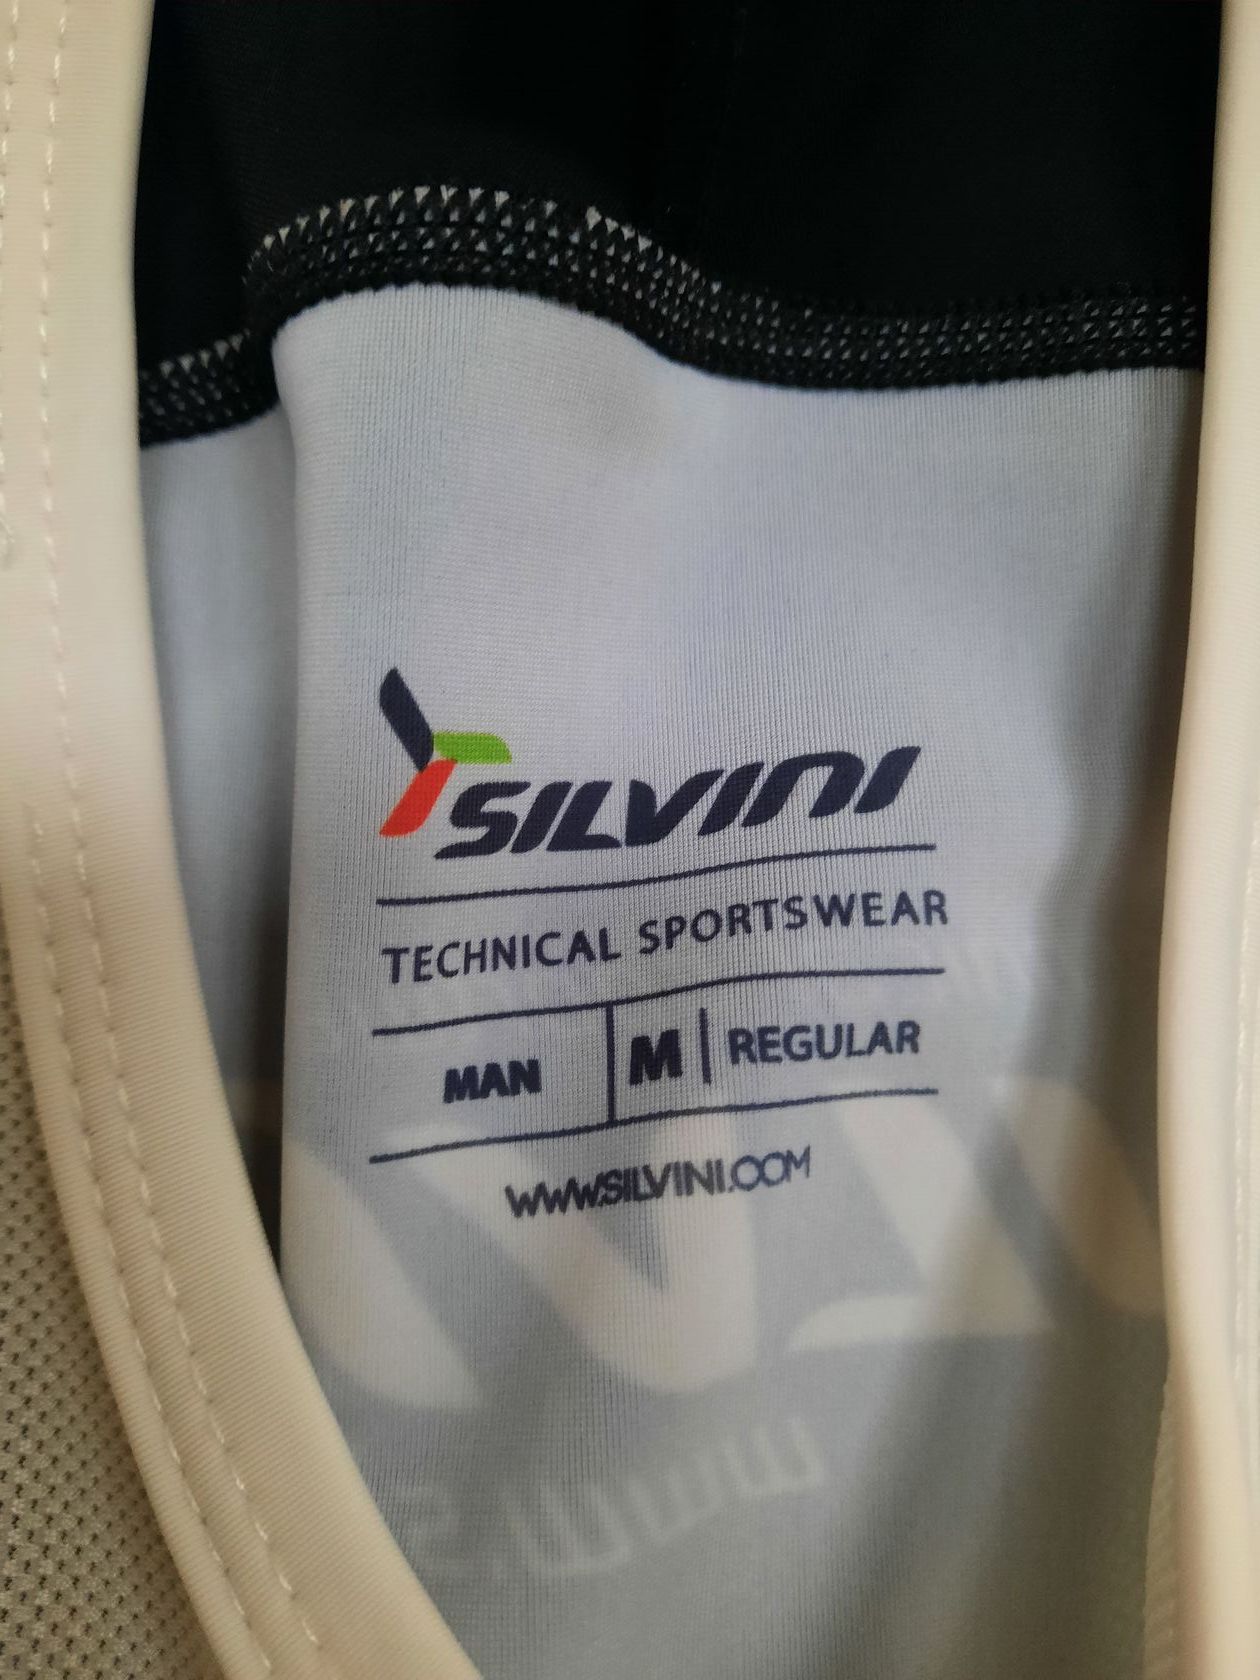 SILVINI
TECHNICAL SPORTSWEAR
MAN M REGULAR
WWW.SILVINI.COM